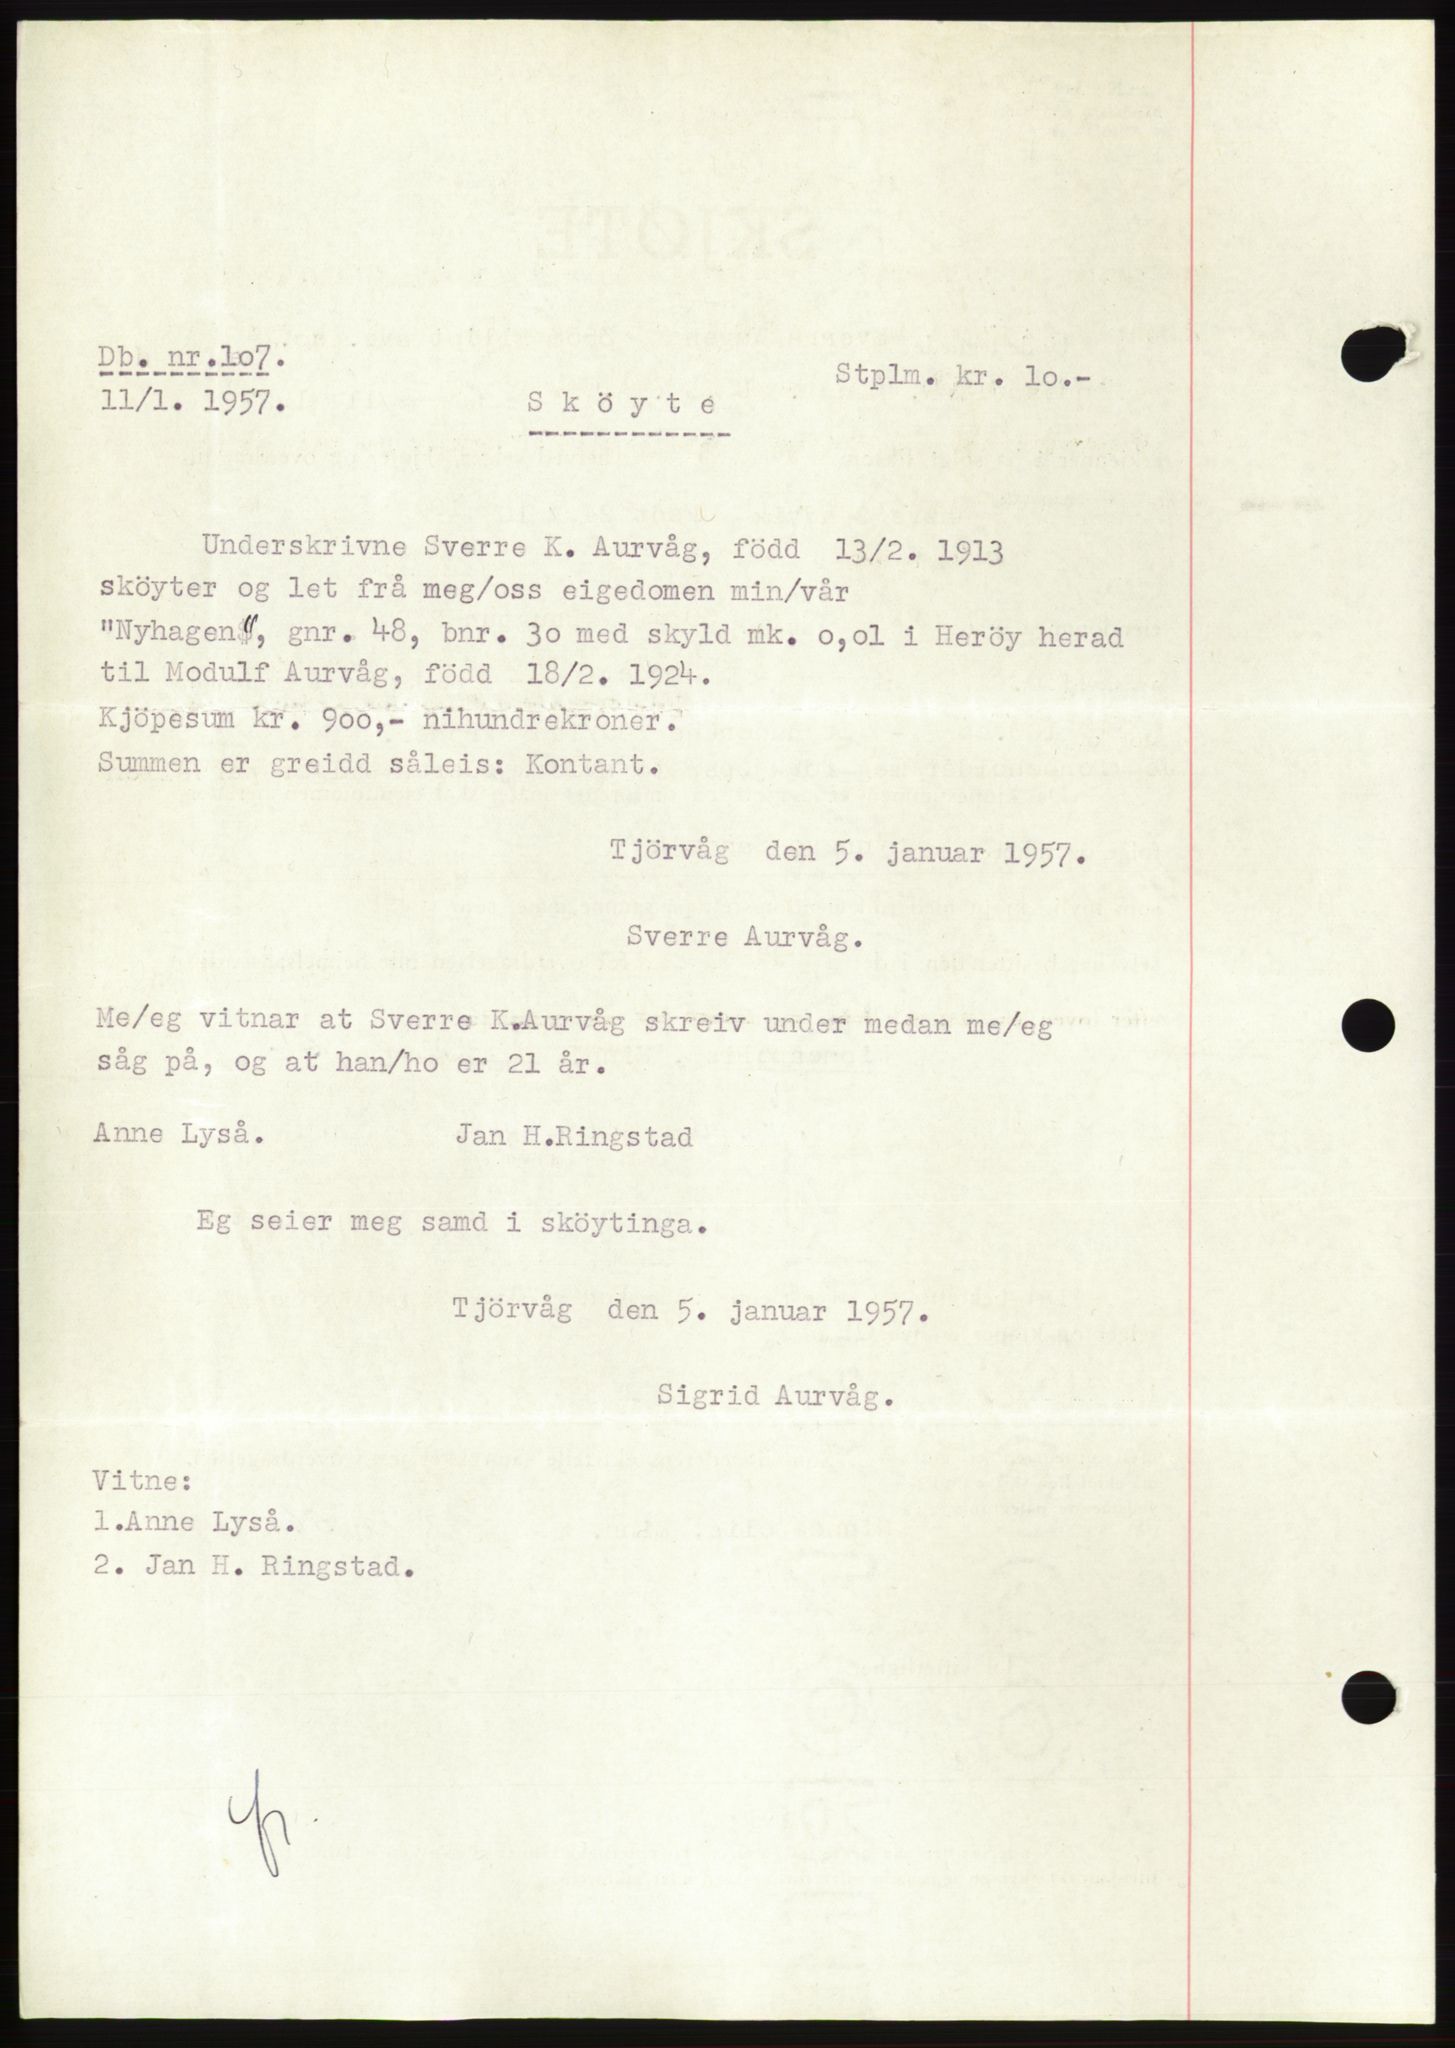 Db. nr.107.
Stplm. kr. 10.-
11/1. 1957.
Sköyte
Underskrivne Sverre K. Aurvåg, född 13/2. 1913
sköyter og let frå meg/oss eigedomen min/vår
"Nyhagen", gnr. 48, bnr. 30 med skyld mk. 0,01 i Heröy herad
til Modulf Aurvåg, född 18/2. 1924.
Kjöpesum kr. 900,- nihundrekroner.
Summen er greidd såleis: Kontant.
Tjörvåg den 5. januar 1957.
Sverre Aurvåg.
Me/eg vitnar at Sverre K.Aurvåg skreiv under medan me/eg
såg på, og at han/ho er 21 år.
Anne Lyså. Jan H.Ringstad
Eg seier meg samd i sköytinga.
Tjörvåg den 5. januar 1957.
Sigrid Aurvåg.
Vitne:
1.Anne Lyså.
2. Jan H. Ringstad.